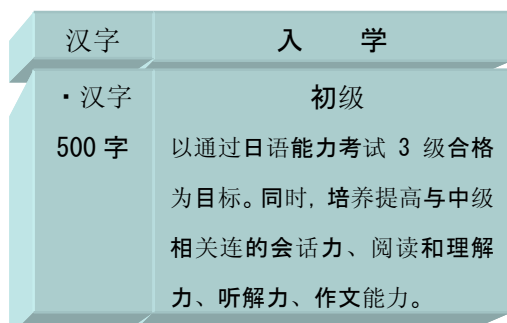 汉字
入 学
·汉字
500 字
初级
以通过日语能力考试 3 级合格
为目标。同时, 培养提高与中级
相关连的会话力、阅读和理解
力、听解力、作文能力。